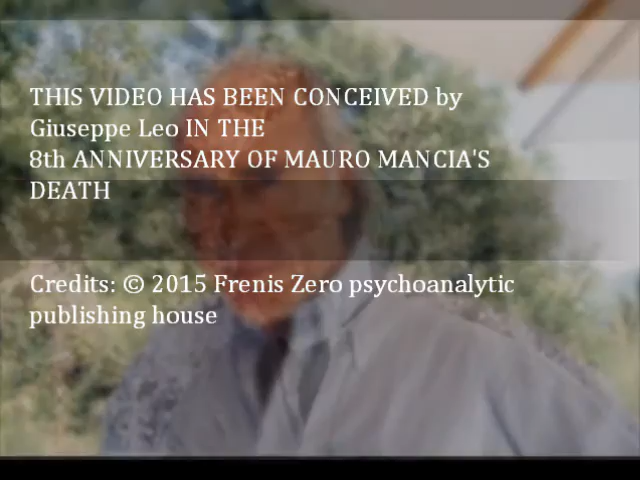 THIS VIDEO HAS BEEN CONCEIVED by
Giuseppe Leo IN THE
8th ANNIVERSARY OF MAURO MANCIA'S
DEATH
Credits: © 2015 Frenis Zero psychoanalytic
publishing house